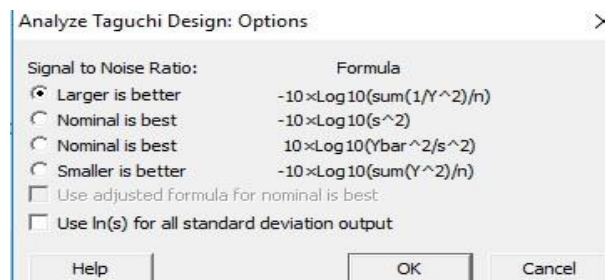 Analyze Taguchi Design: Options
Signal to Noise Ratio: Formula
Larger is better -10×Log10(sum(1/Y^2)/n)
Nominal is best -10×Log10(s^2)
Nominal is best 10×Log10(Ybar^2/s^2)
Smaller is better -10×Log10(sum(Y^2)/n)
Use adjusted formula for nominal is best
Use ln(s) for all standard deviation output
Help OK Cancel